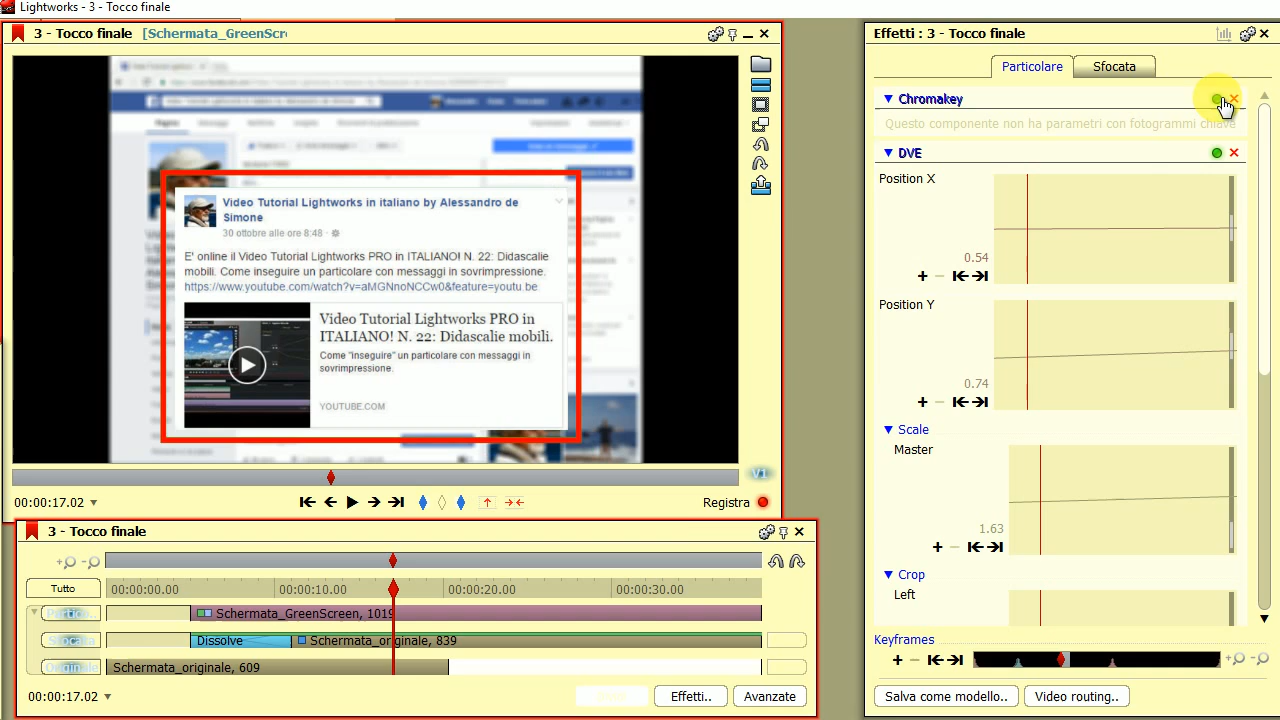 Lightworks - 3 - Tocco finale
3 - Tocco finale [Schermata_GreenScr
Video Tutorial Lightworks in italiano by Alessandro de
Simone
30 ottobre alle ore 8:48 ·
E' online il Video Tutorial Lightworks PRO in ITALIANO! N. 22: Didascalie
mobili. Come inseguire un particolare con messaggi in sovrimpressione.
https://www.youtube.com/watch?v=aMGNnoNCCw0&feature=youtu be
Video Tutorial Lightworks PRO in
ITALIANO! N. 22: Didascalie mobili.
Come "inseguire" un particolare con messaggi in
sovrimpressione.
YOUTUBE.COM
V1
00:00:17.02
Registra
3 - Tocco finale
Tutto
00:00:00.00
00:00:10.00
00:00:20.00
00:00:30.00
Schermata_GreenScreen, 1019
Sfocata
Dissolve
Schermata_originale, 839
Originale
Schermata_originale, 609
00:00:17.02
Effetti..
Avanzate
Effetti : 3 - Tocco finale
Particolare
Sfocata
Chromakey
Questo componente non ha parametri con fotogrammi chiave
DVE
Position X
0.54
Position Y
0.74
Scale
Master
1.63
Crop
Left
Keyframes
Salva come modello..
Video routing..